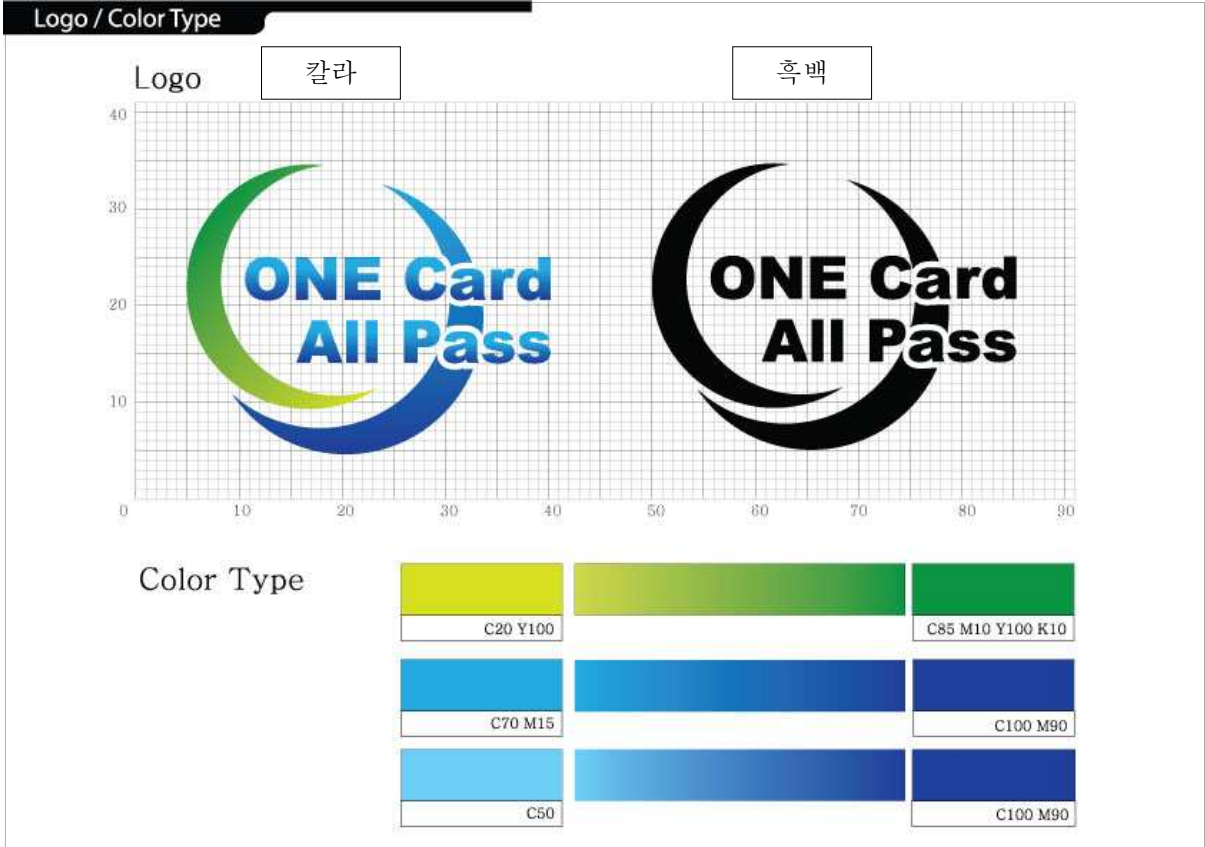 Logo / Color Type
Logo
칼라
흑백
40
30
20
10
0 10 20 30 40 50 60 70 80 90
ONE Card
All Pass
ONE Card
All Pass
Color Type
C20 Y100
C85 M10 Y100 K10
C70 M15
C100 M90
C50
C100 M90